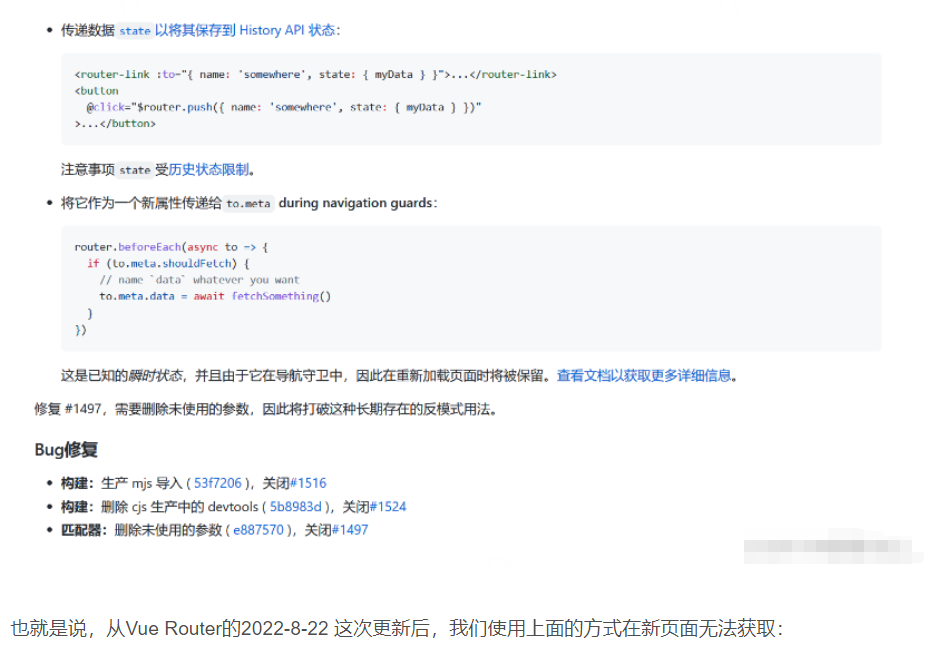 传递数据 state 以将其保存到 History API 状态：
<router-link :to="{ name: 'somewhere', state: { myData } }">...</router-link>
<button
@click="$router.push({ name: 'somewhere', state: { myData } })"
>...</button>
注意事项 state 受历史状态限制。
将它作为一个新属性传递给 to.meta during navigation guards：
router.beforeEach(async to => {
if (to.meta.shouldFetch) {
// name `data` whatever you want
to.meta.data = await fetchSomething()
}
})
这是已知的瞬时状态，并且由于它在导航守卫中，因此在重新加载页面时将被保留。查看文档以获取更多详细信息。
修复 #1497，需要删除未使用的参数，因此将打破这种长期存在的反模式用法。
Bug修复
构建：生产 mjs 导入 ( 53f7206 )，关闭#1516
构建：删除 cjs 生产中的 devtools ( 5b8983d )，关闭#1524
匹配器：删除未使用的参数 ( e887570 )，关闭#1497
也就是说，从Vue Router的2022-8-22 这次更新后，我们使用上面的方式在新页面无法获取：